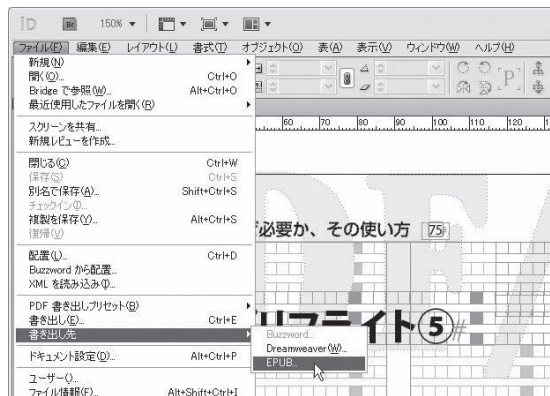 ID Br 150%
ファイル(F) 編集(E) レイアウト(L) 書式(T) オブジェクト(O) 表(A) 表示(V) ウィンドウ(W) ヘルプ(H)
新規(N)
開く(O)... Ctrl+O
Bridge で参照(W)... Alt+Ctrl+O
最近使用したファイルを開く(R)
スクリーンを共有...
新規レビューを作成...
閉じる(C) Ctrl+W
保存(S) Ctrl+S
別名で保存(A)... Shift+Ctrl+S
チェックイン(I)...
複製を保存(Y)... Alt+Ctrl+S
復帰(V)
配置(L)... Ctrl+D
Buzzword から配置...
XML を読み込み(I)...
PDF 書き出しプリセット(B)
書き出し(E)... Ctrl+E
書き出し先
Buzzword...
Dreamweaver(W)...
EPUB...
ドキュメント設定(D)... Alt+Ctrl+P
ユーザー(U)...
ファイル情報(F)... Alt+Shift+Ctrl+I
60 70 80 90 100 110 120
必要か、その使い方 75
リフライト⑤#
P